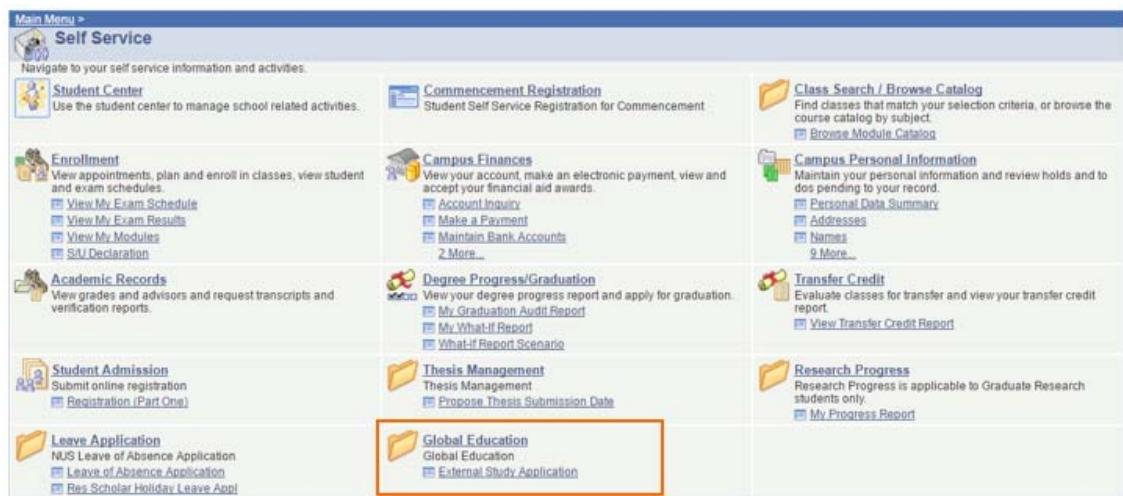 Main Menu >
Self Service
Navigate to your self service information and activities.
Student Center
Use the student center to manage school related activities.
Commencement Registration
Student Self Service Registration for Commencement
Class Search / Browse Catalog
Find classes that match your selection criteria, or browse the
course catalog by subject.
Browse Module Catalog
Enrollment
View appointments, plan and enroll in classes, view student
and exam schedules.
View My Exam Schedule
View My Exam Results
View My Modules
S/U Declaration
Campus Finances
View your account, make an electronic payment, view and
accept your financial aid awards.
Account Inquiry
Make a Payment
Maintain Bank Accounts
2 More...
Campus Personal Information
Maintain your personal information and review holds and to
dos pending to your record.
Personal Data Summary
Addresses
Names
9 More...
Academic Records
View grades and advisors and request transcripts and
verification reports.
Degree Progress/Graduation
View your degree progress report and apply for graduation.
My Graduation Audit Report
My What-If Report
What-if Report Scenario
Transfer Credit
Evaluate classes for transfer and view your transfer credit
report.
View Transfer Credit Report
Student Admission
Submit online registration
Registration (Part One)
Thesis Management
Thesis Management
Propose Thesis Submission Date
Research Progress
Research Progress is applicable to Graduate Research
students only.
My Progress Report
Leave Application
NUS Leave of Absence Application
Leave of Absence Application
Res Scholar Holiday Leave Appl
Global Education
Global Education
External Study Application